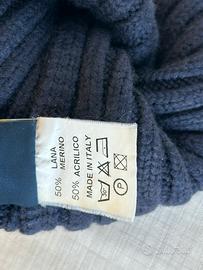 50% LANA
MERINO
50% ACRILICO
MADE IN ITALY
P